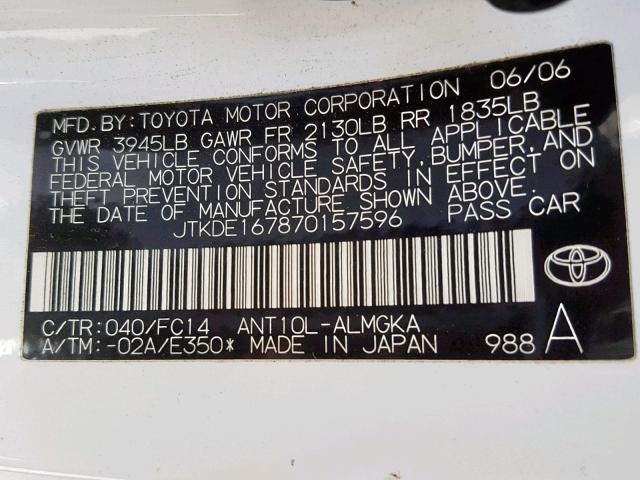 MFD. BY: TOYOTA MOTOR CORPORATION 06/06
GVWR 3945LB GAWR FR 2130LB RR 1835LB
THIS VEHICLE CONFORMS TO ALL APPLICABLE
FEDERAL MOTOR VEHICLE SAFETY, BUMPER, AND
THEFT PREVENTION STANDARDS IN EFFECT ON
THE DATE OF MANUFACTURE SHOWN ABOVE.
JTKDE167870157596 PASS CAR
C/TR: 040/FC14 ANT10L-ALMGKA
A/TM: -02A/E350* MADE IN JAPAN 988 A